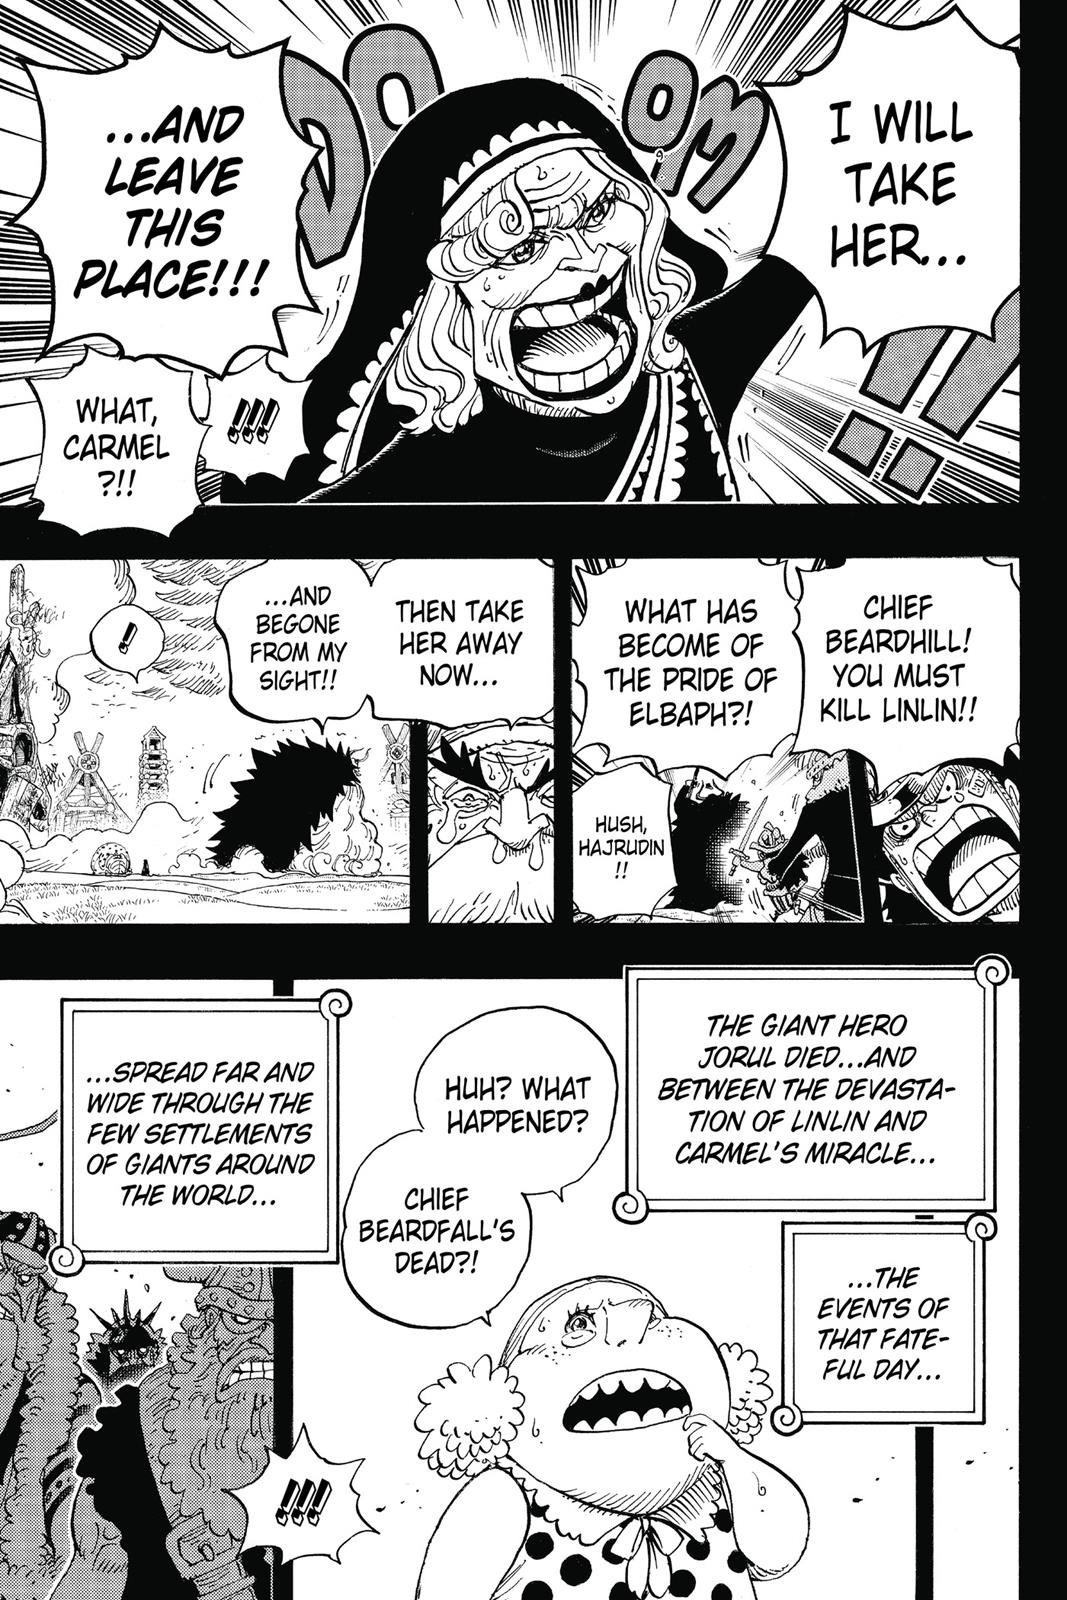 I WILL
TAKE
HER...
...AND
LEAVE
THIS
PLACE!!!
DOOM!!
!!!
WHAT,
CARMEL
?!!
CHIEF
BEARDHILL!
YOU MUST
KILL LINLIN!!
WHAT HAS
BECOME OF
THE PRIDE OF
ELBAPH?!
HUSH,
HAJRUDIN
!!
THEN TAKE
HER AWAY
NOW...
...AND
BEGONE
FROM MY
SIGHT!!
!!
THE GIANT HERO
JORUL DIED...AND
BETWEEN THE DEVASTA-
TION OF LINLIN AND
CARMEL'S MIRACLE...
...THE
EVENTS OF
THAT FATE-
FUL DAY...
HUH? WHAT
HAPPENED?
CHIEF
BEARDFALL'S
DEAD?!
...SPREAD FAR AND
WIDE THROUGH THE
FEW SETTLEMENTS
OF GIANTS AROUND
THE WORLD...
!!!